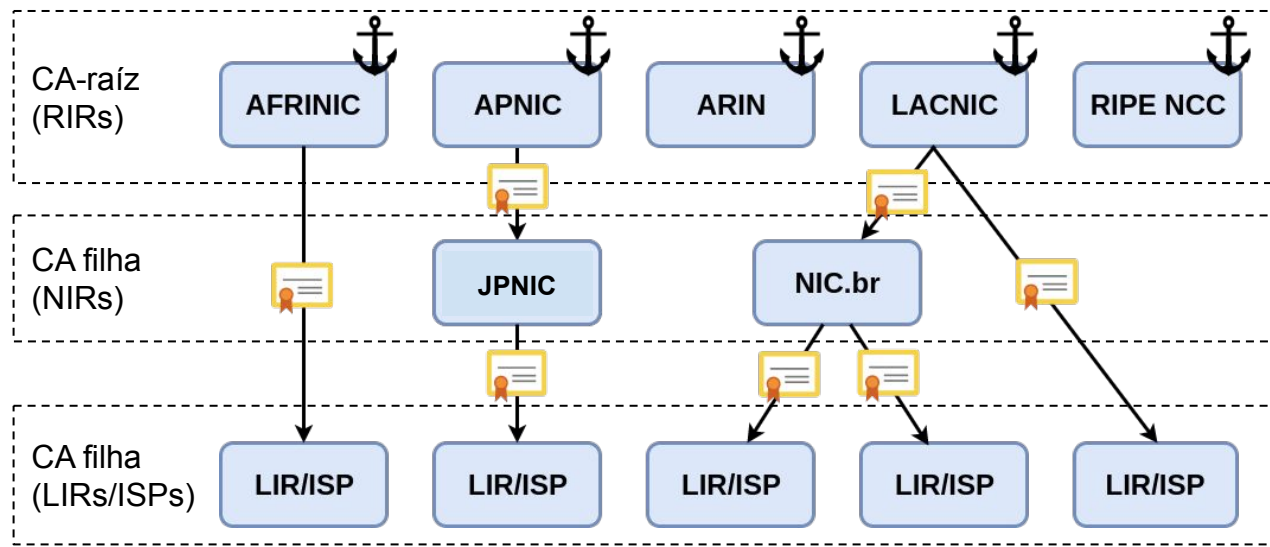 CA-raíz
(RIRs)
AFRINIC
APNIC
ARIN
LACNIC
RIPE NCC
CA filha
(NIRs)
JPNIC
NIC.br
CA filha
(LIRs/ISPs)
LIR/ISP
LIR/ISP
LIR/ISP
LIR/ISP
LIR/ISP